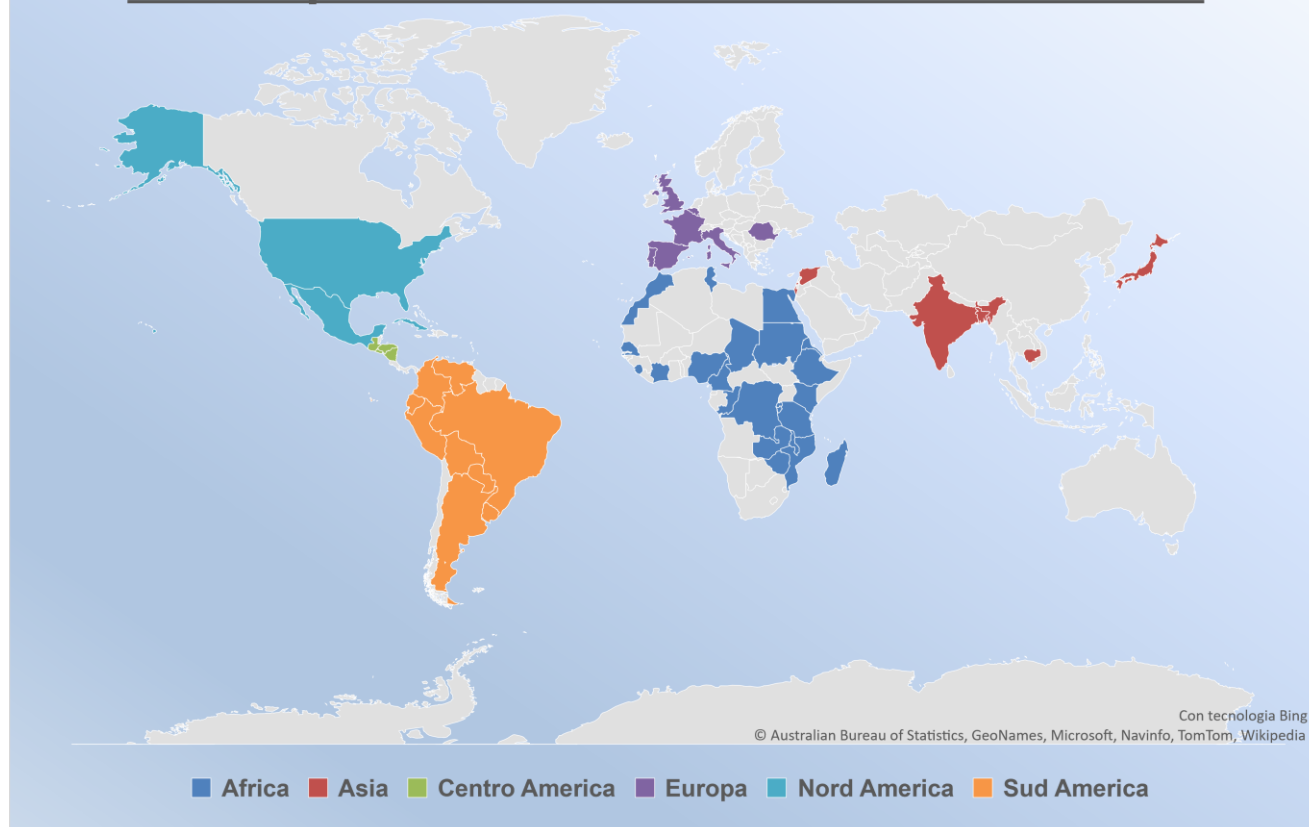 Con tecnologia Bing
© Australian Bureau of Statistics, GeoNames, Microsoft, Navinfo, TomTom, Wikipedia
Africa Asia Centro America Europa Nord America Sud America